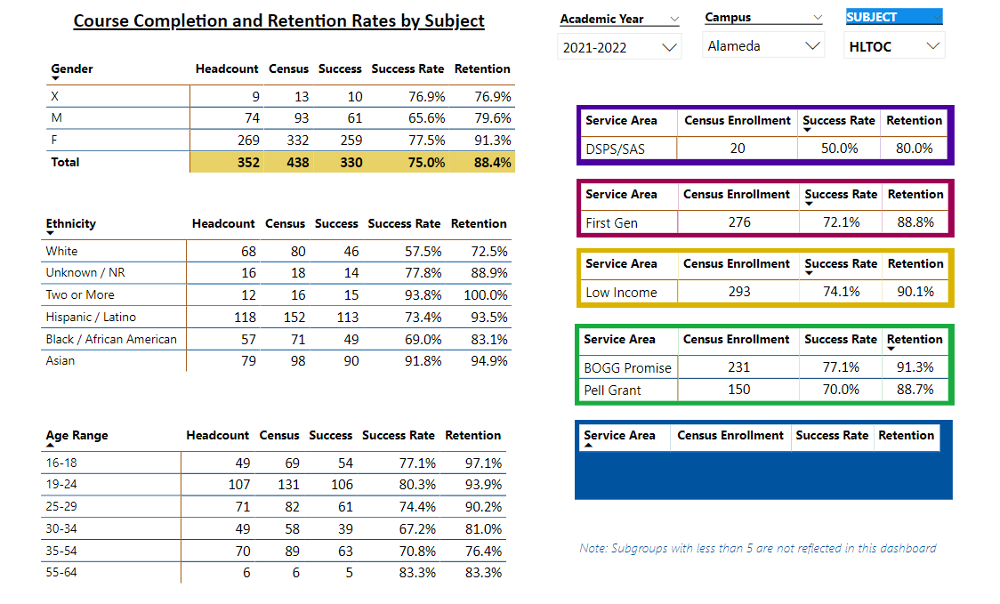 Course Completion and Retention Rates by Subject
Academic Year
2021-2022
Campus
Alameda
SUBJECT
HLTOC
Gender Headcount Census Success Success Rate Retention
X 9 13 10 76.9% 76.9%
M 74 93 61 65.6% 79.6%
F 269 332 259 77.5% 91.3%
Total 352 438 330 75.0% 88.4%
Ethnicity Headcount Census Success Success Rate Retention
White 68 80 46 57.5% 72.5%
Unknown / NR 16 18 14 77.8% 88.9%
Two or More 12 16 15 93.8% 100.0%
Hispanic / Latino 118 152 113 73.4% 93.5%
Black / African American 57 71 49 69.0% 83.1%
Asian 79 98 90 91.8% 94.9%
Age Range Headcount Census Success Success Rate Retention
16-18 49 69 54 77.1% 97.1%
19-24 107 131 106 80.3% 93.9%
25-29 71 82 61 74.4% 90.2%
30-34 49 58 39 67.2% 81.0%
35-54 70 89 63 70.8% 76.4%
55-64 6 6 5 83.3% 83.3%
Service Area Census Enrollment Success Rate Retention
DSPS/SAS 20 50.0% 80.0%
Service Area Census Enrollment Success Rate Retention
First Gen 276 72.1% 88.8%
Service Area Census Enrollment Success Rate Retention
Low Income 293 74.1% 90.1%
Service Area Census Enrollment Success Rate Retention
BOGG Promise 231 77.1% 91.3%
Pell Grant 150 70.0% 88.7%
Service Area Census Enrollment Success Rate Retention
Note: Subgroups with less than 5 are not reflected in this dashboard